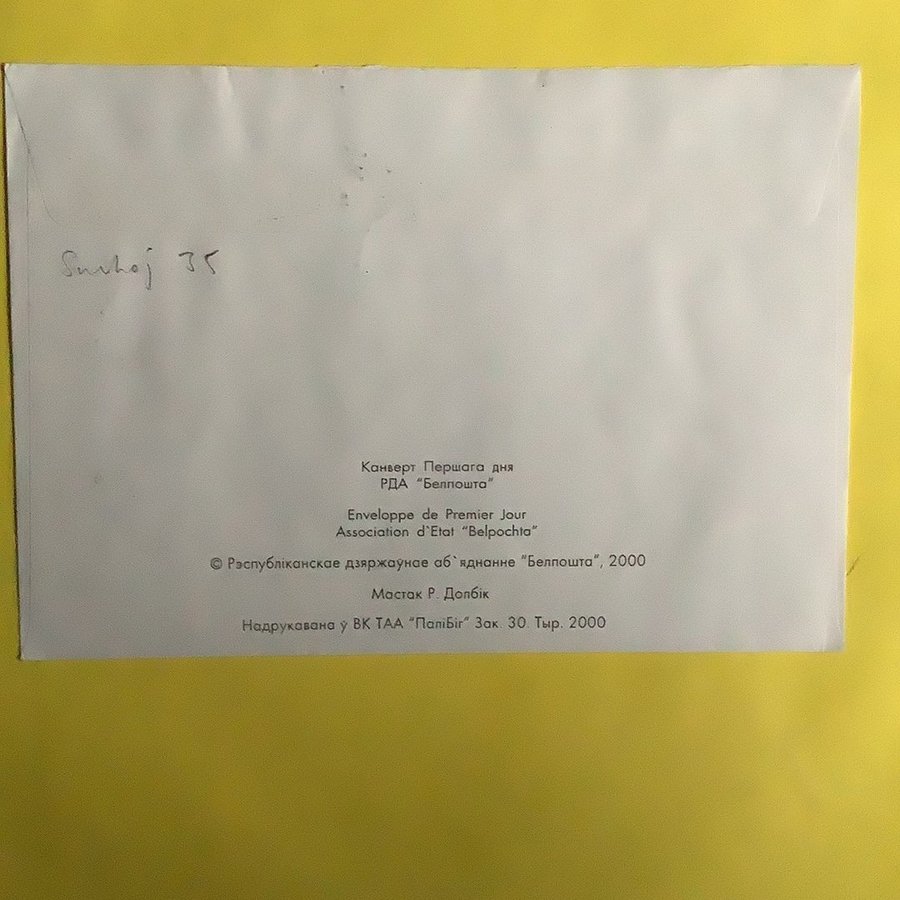 Suchoj 35
Канверт Першага дня
РДА "Белпошта"
Enveloppe de Premier Jour
Association d`Etat "Belpochta"
© Рэспубліканскае дзяржаўнае аб`яднанне "Белпошта", 2000
Мастак Р. Долбік
Надрукавана ў ВК ТАА "ПаліБіг" Зак. 30. Тыр. 2000